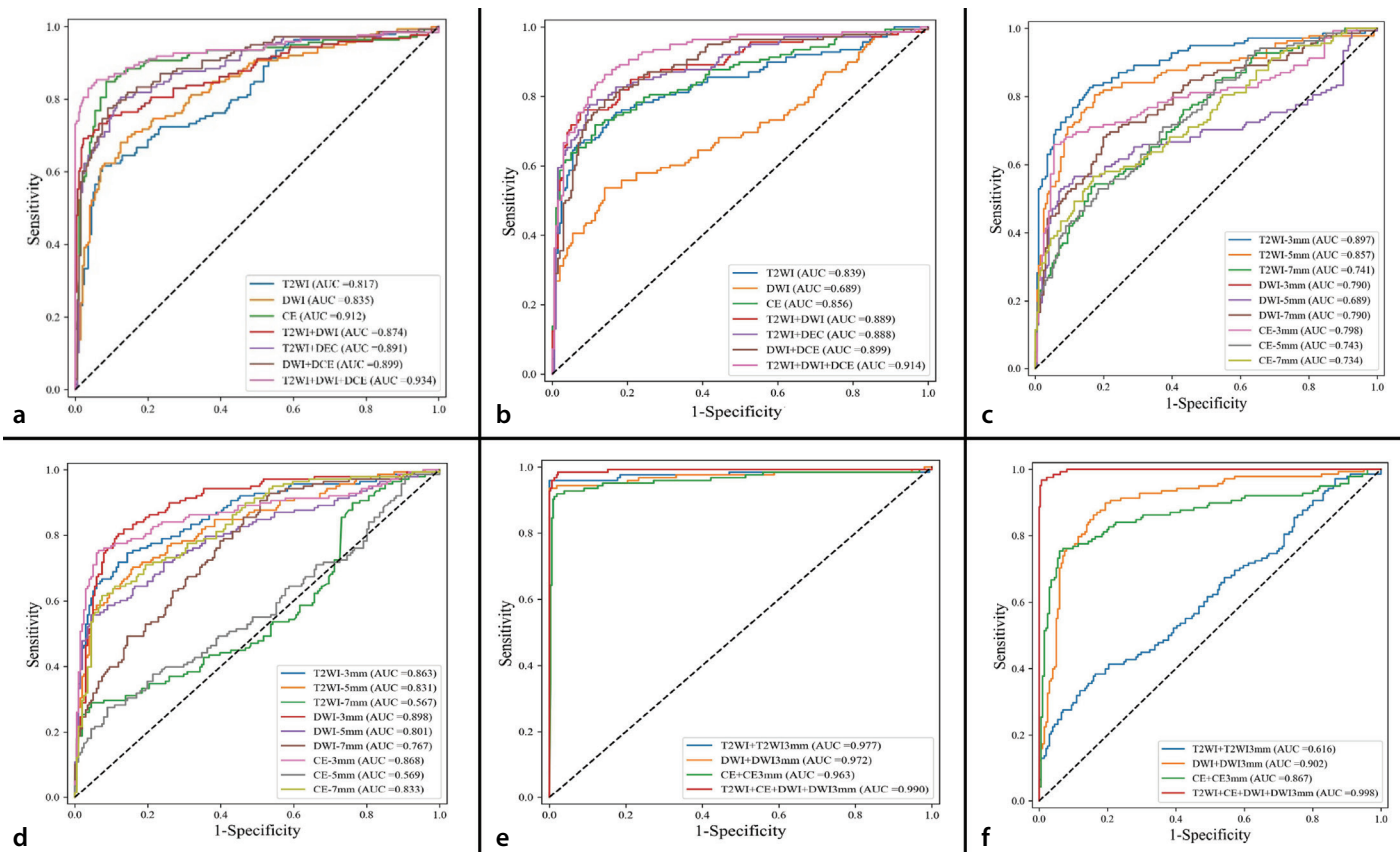 1.0
0.8
0.6
0.4
0.2
0.0
Sensitivity
T2WI (AUC =0.817)
DWI (AUC =0.835)
CE (AUC =0.912)
T2WI+DWI (AUC =0.874)
T2WI+DEC (AUC =0.891)
DWI+DCE (AUC =0.899)
T2WI+DWI+DCE (AUC =0.934)
0.0 0.2 0.4 0.6 0.8 1.0
1-Specificity
a
1.0
0.8
0.6
0.4
0.2
0.0
Sensitivity
T2WI (AUC =0.839)
DWI (AUC =0.689)
CE (AUC =0.856)
T2WI+DWI (AUC =0.889)
T2WI+DEC (AUC =0.888)
DWI+DCE (AUC =0.899)
T2WI+DWI+DCE (AUC =0.914)
0.0 0.2 0.4 0.6 0.8 1.0
1-Specificity
b
1.0
0.8
0.6
0.4
0.2
0.0
Sensitivity
T2WI-3mm (AUC =0.897)
T2WI-5mm (AUC =0.857)
T2WI-7mm (AUC =0.741)
DWI-3mm (AUC =0.790)
DWI-5mm (AUC =0.689)
DWI-7mm (AUC =0.790)
CE-3mm (AUC =0.798)
CE-5mm (AUC =0.743)
CE-7mm (AUC =0.734)
0.0 0.2 0.4 0.6 0.8 1.0
1-Specificity
c
1.0
0.8
0.6
0.4
0.2
0.0
Sensitivity
T2WI-3mm (AUC =0.863)
T2WI-5mm (AUC =0.831)
T2WI-7mm (AUC =0.567)
DWI-3mm (AUC =0.898)
DWI-5mm (AUC =0.801)
DWI-7mm (AUC =0.767)
CE-3mm (AUC =0.868)
CE-5mm (AUC =0.569)
CE-7mm (AUC =0.833)
0.0 0.2 0.4 0.6 0.8 1.0
1-Specificity
d
1.0
0.8
0.6
0.4
0.2
0.0
Sensitivity
T2WI+T2WI3mm (AUC =0.977)
DWI+DWI3mm (AUC =0.972)
CE+CE3mm (AUC =0.963)
T2WI+CE+DWI+DWI3mm (AUC =0.990)
0.0 0.2 0.4 0.6 0.8 1.0
1-Specificity
e
1.0
0.8
0.6
0.4
0.2
0.0
Sensitivity
T2WI+T2WI3mm (AUC =0.616)
DWI+DWI3mm (AUC =0.902)
CE+CE3mm (AUC =0.867)
T2WI+CE+DWI+DWI3mm (AUC =0.998)
0.0 0.2 0.4 0.6 0.8 1.0
1-Specificity
f